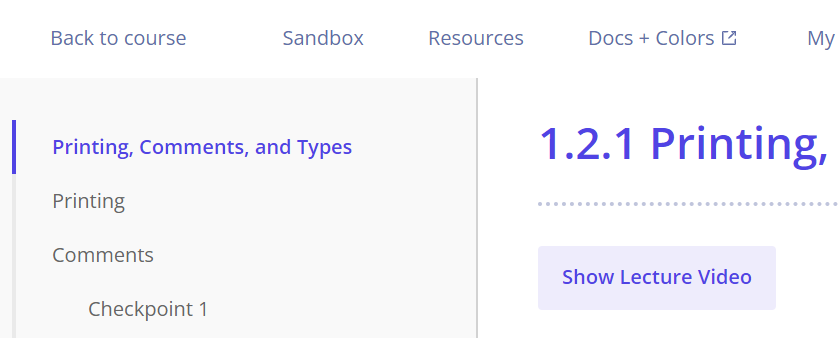 Back to course Sandbox Resources Docs + Colors My
Printing, Comments, and Types
Printing
Comments
Checkpoint 1
1.2.1 Printing,
Show Lecture Video